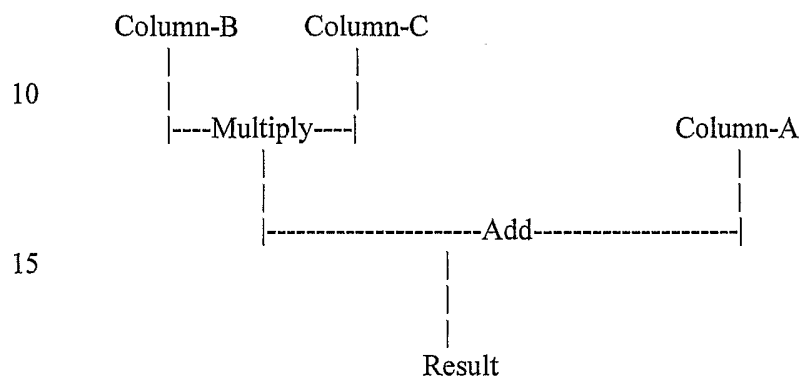 Column-B Column-C
10
|----Multiply----| Column-A
|-----------------------Add----------------------|
15
Result